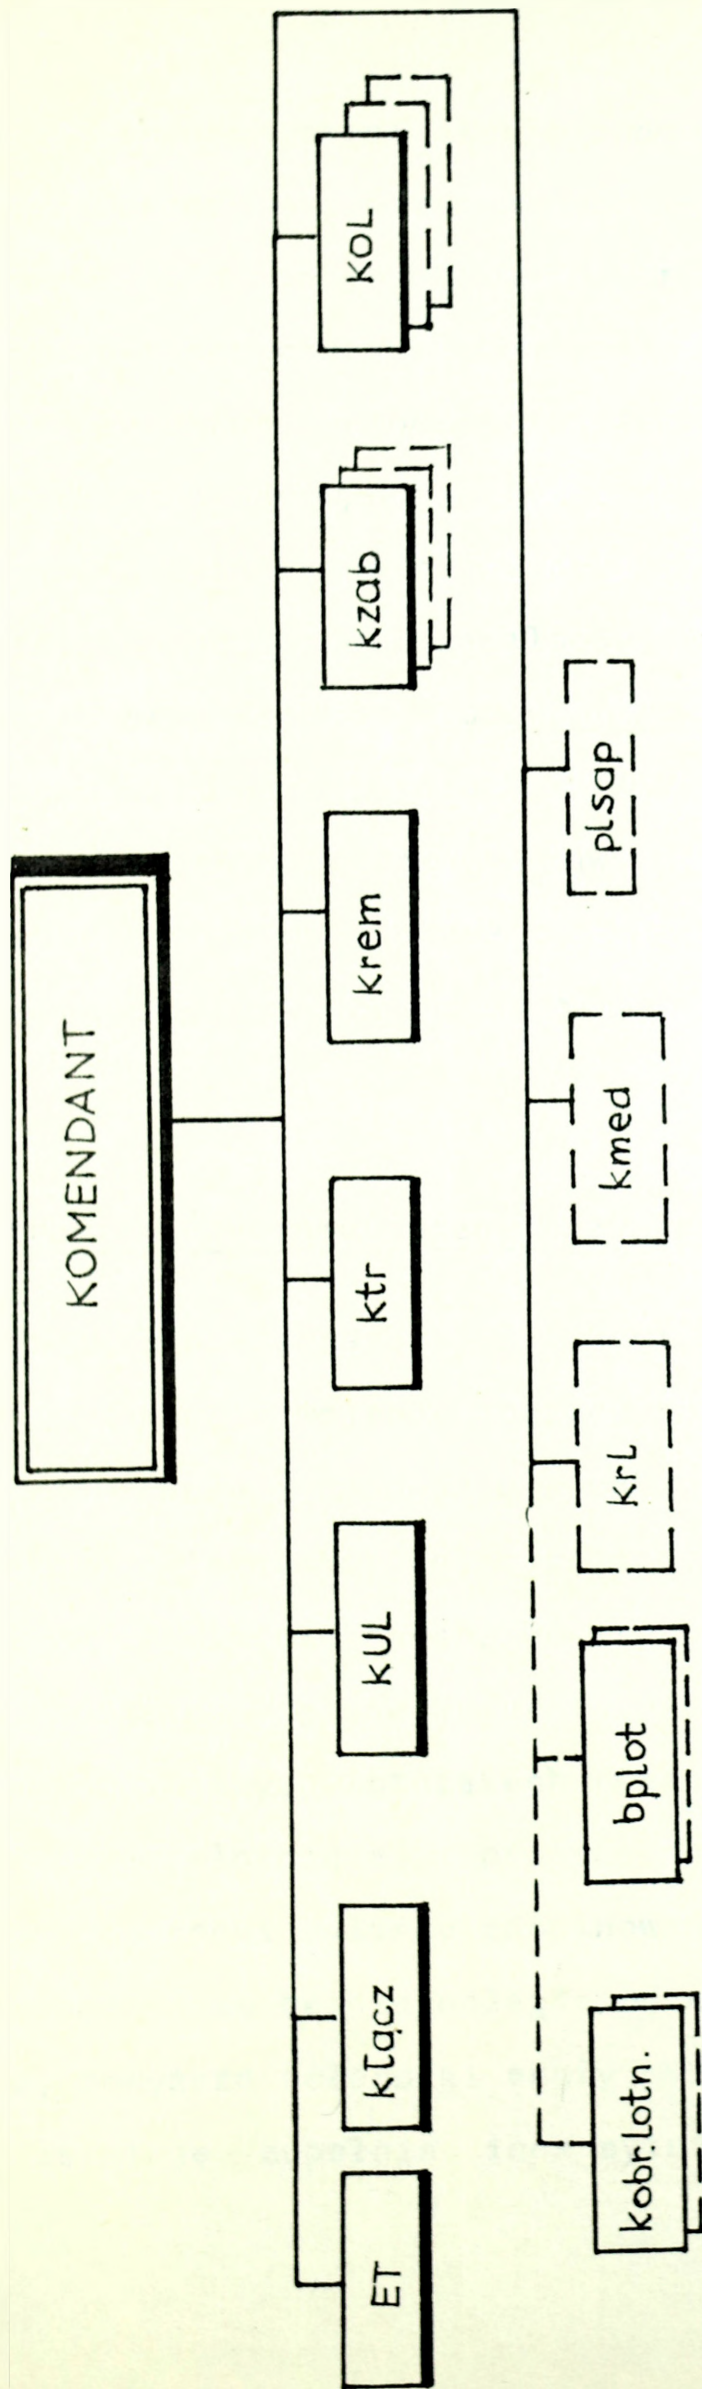 KOMENDANT
ET
kłącz
kUL
ktr
krem
kzab
KOL
kobr.Lotn.
bplot
krL
kmed
plsap